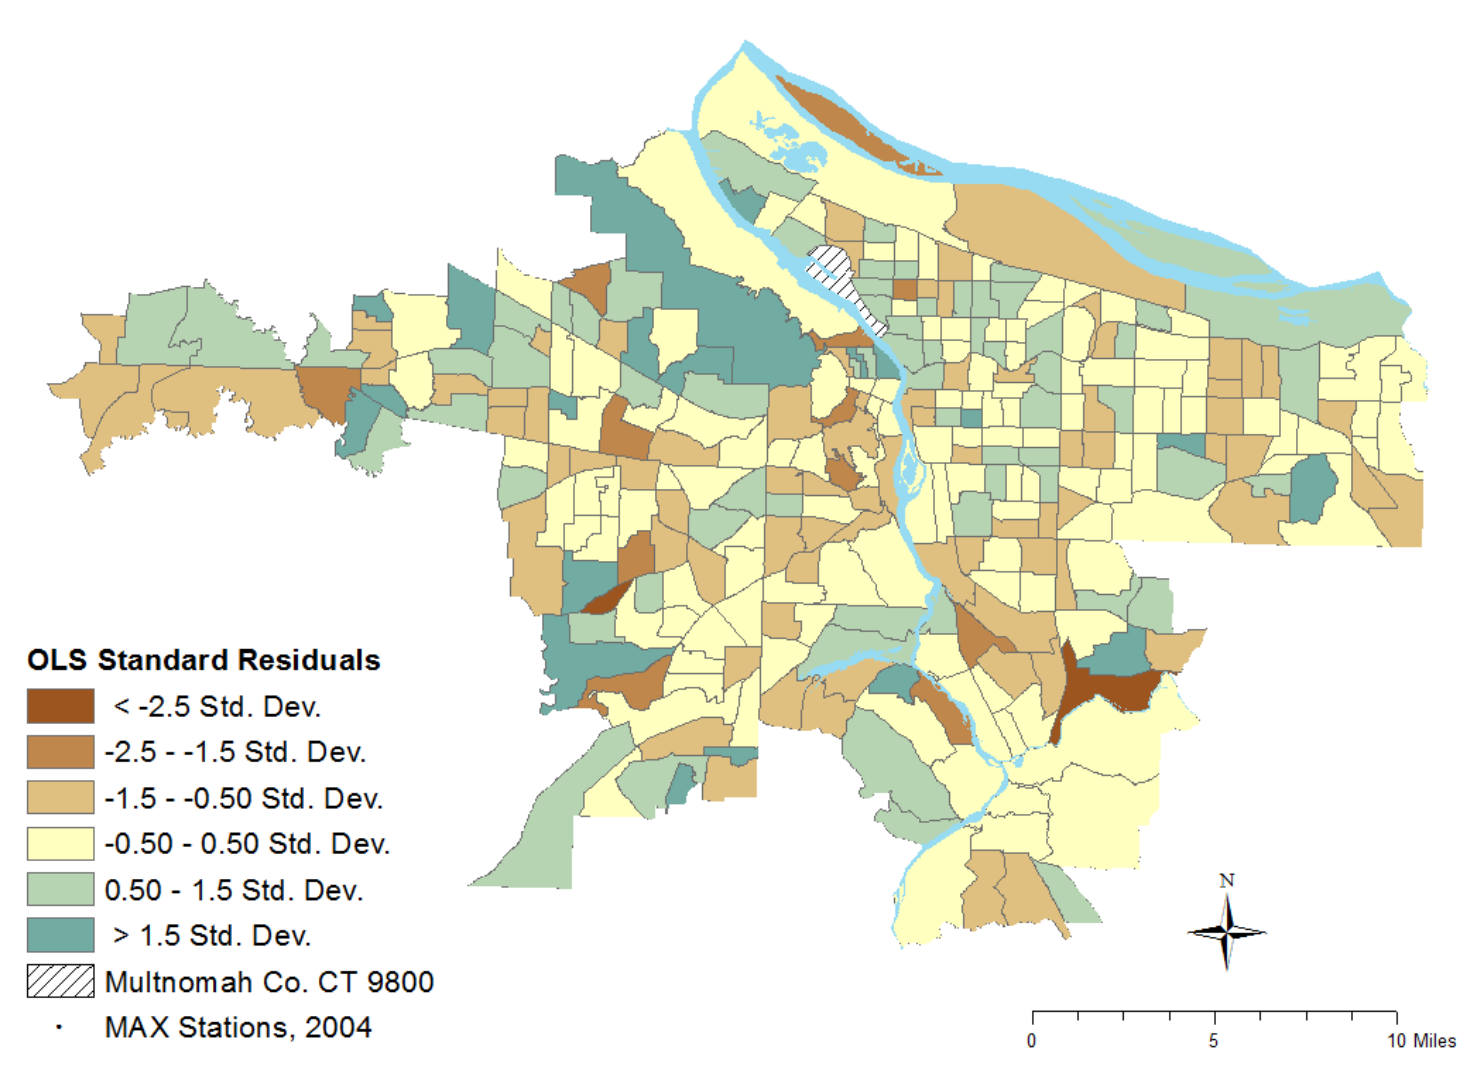 OLS Standard Residuals
< -2.5 Std. Dev.
-2.5 - -1.5 Std. Dev.
-1.5 - -0.50 Std. Dev.
-0.50 - 0.50 Std. Dev.
0.50 - 1.5 Std. Dev.
> 1.5 Std. Dev.
Multnomah Co. CT 9800
MAX Stations, 2004
N
0 5 10 Miles